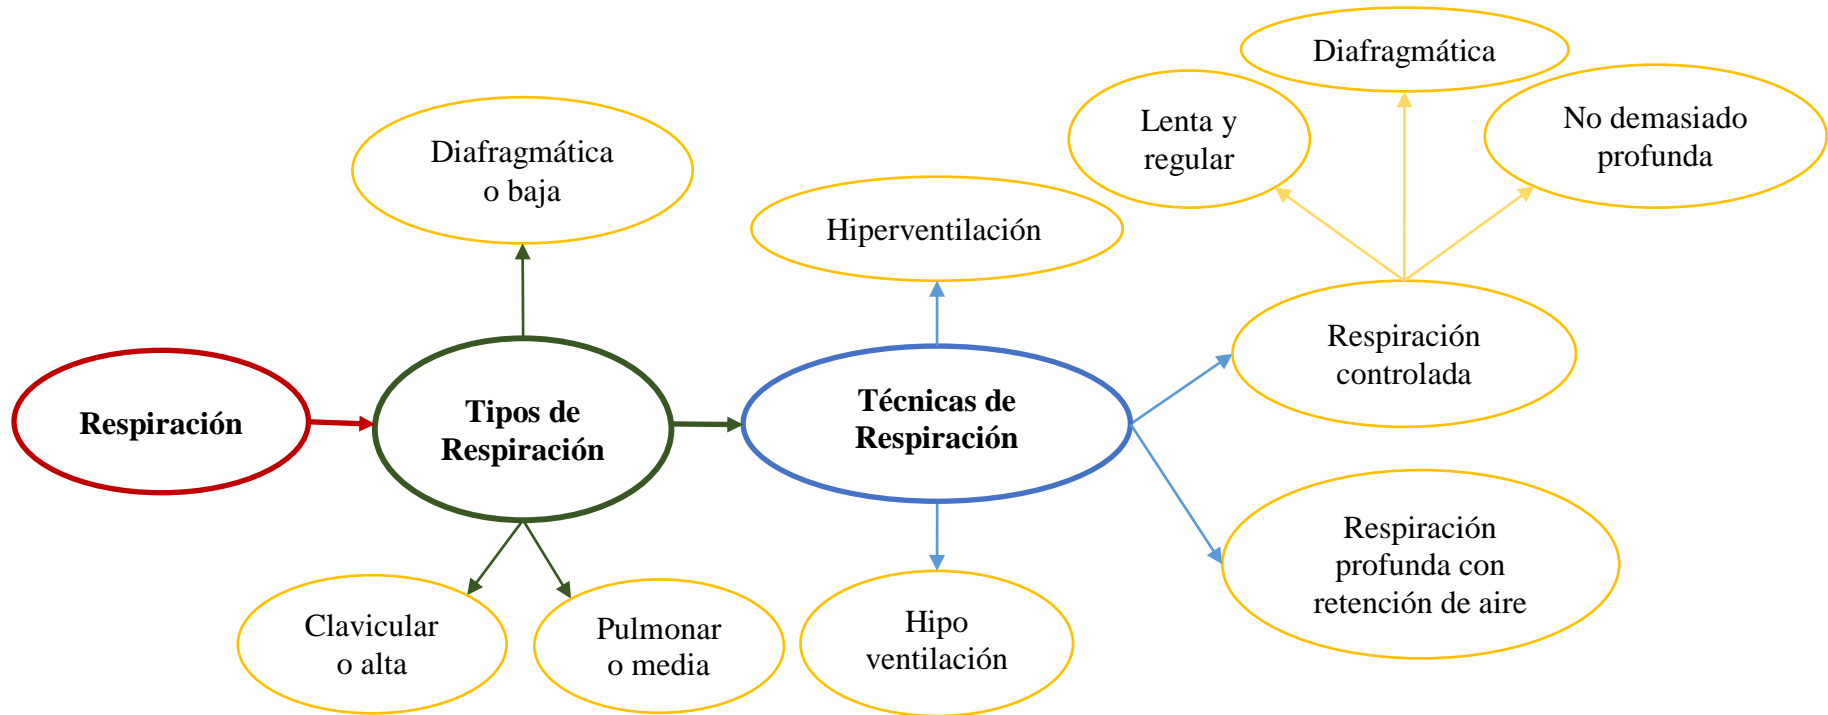 Respiración
Tipos de
Respiración
Diafragmática
o baja
Clavicular
o alta
Pulmonar
o media
Técnicas de
Respiración
Hiperventilación
Hipo
ventilación
Respiración
controlada
Lenta y
regular
Diafragmática
No demasiado
profunda
Respiración
profunda con
retención de aire